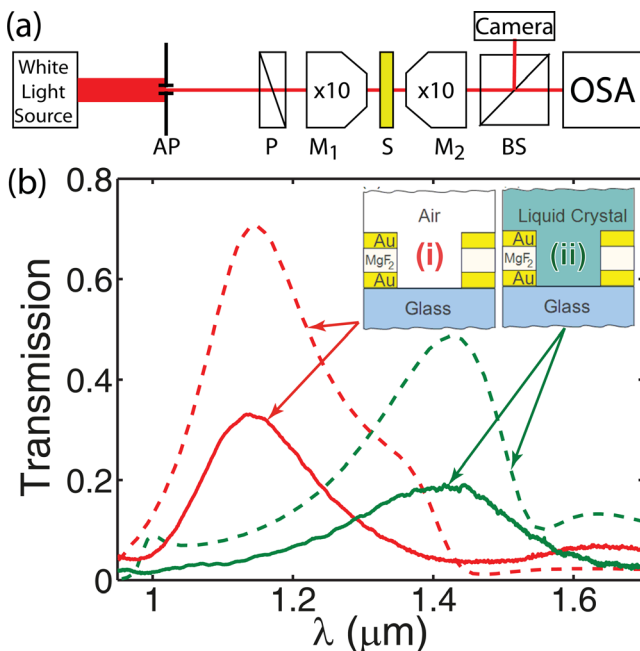 (a)
White
Light
Source
AP
P
x10
M₁
S
x10
M₂
Camera
BS
OSA
(b)
Transmission
0.8
0.6
0.4
0.2
0
1
1.2
1.4
1.6
λ (μm)
Air
Au
MgF₂
Au
(i)
Glass
Liquid Crystal
Au
MgF₂
Au
(ii)
Glass